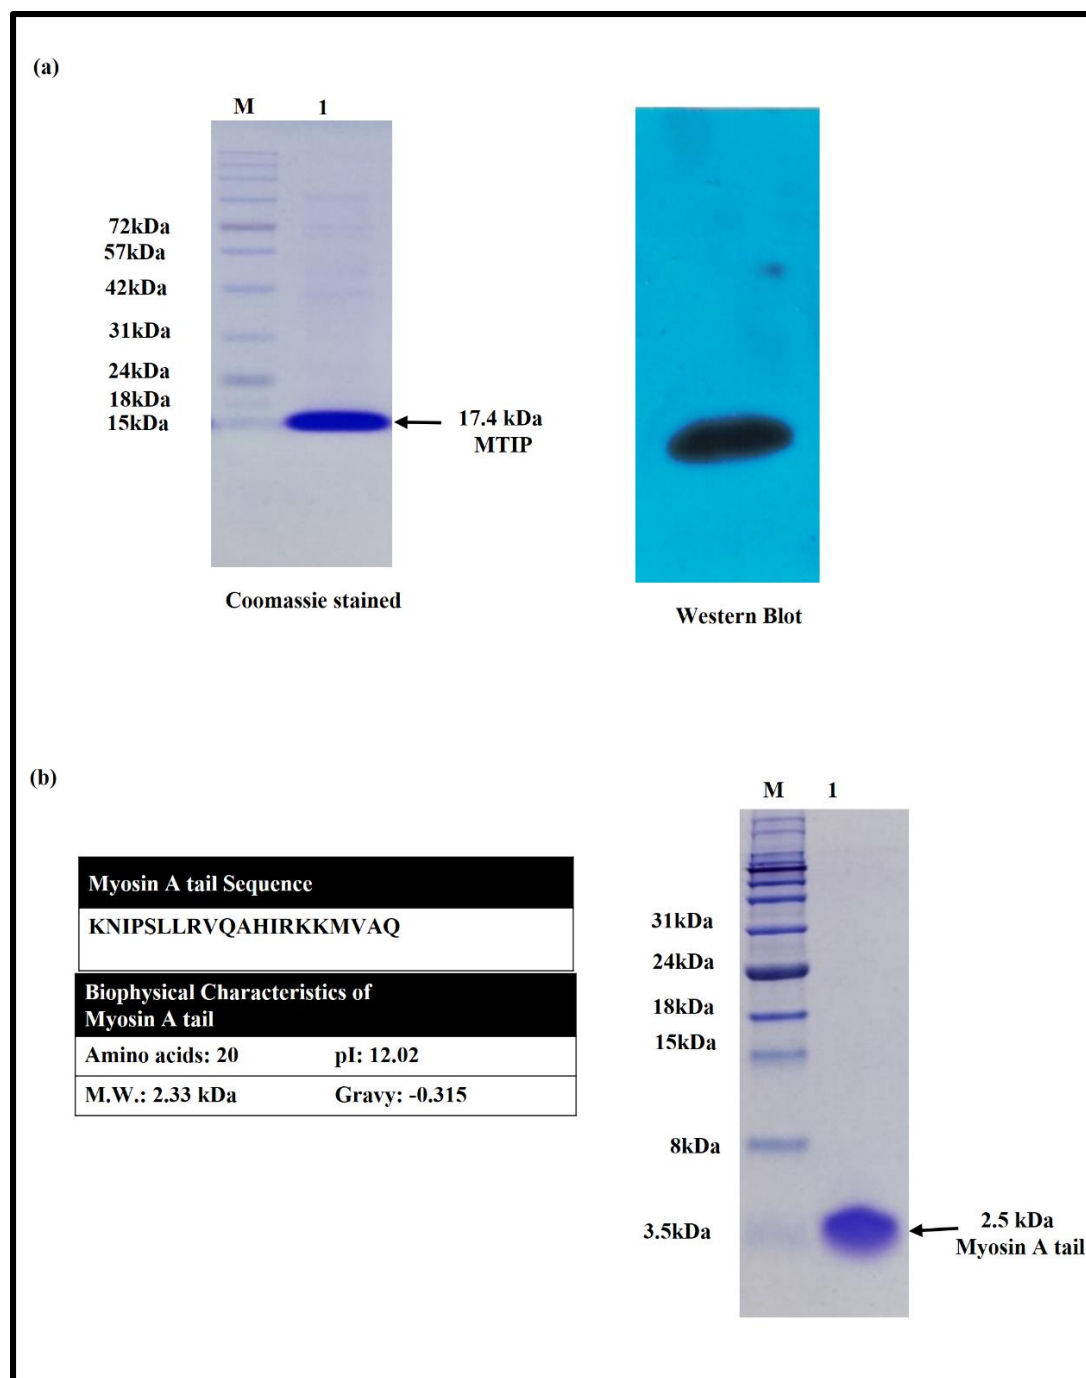 (a)
M 1
72kDa
57kDa
42kDa
31kDa
24kDa
18kDa
15kDa
17.4 kDa
MTIP
Coomassie stained
Western Blot
(b)
M 1
Myosin A tail Sequence
KNIPSLLRVQAHIRKKMVAQ
Biophysical Characteristics of
Myosin A tail
Amino acids: 20 pI: 12.02
M.W.: 2.33 kDa Gravy: -0.315
31kDa
24kDa
18kDa
15kDa
8kDa
3.5kDa
2.5 kDa
Myosin A tail